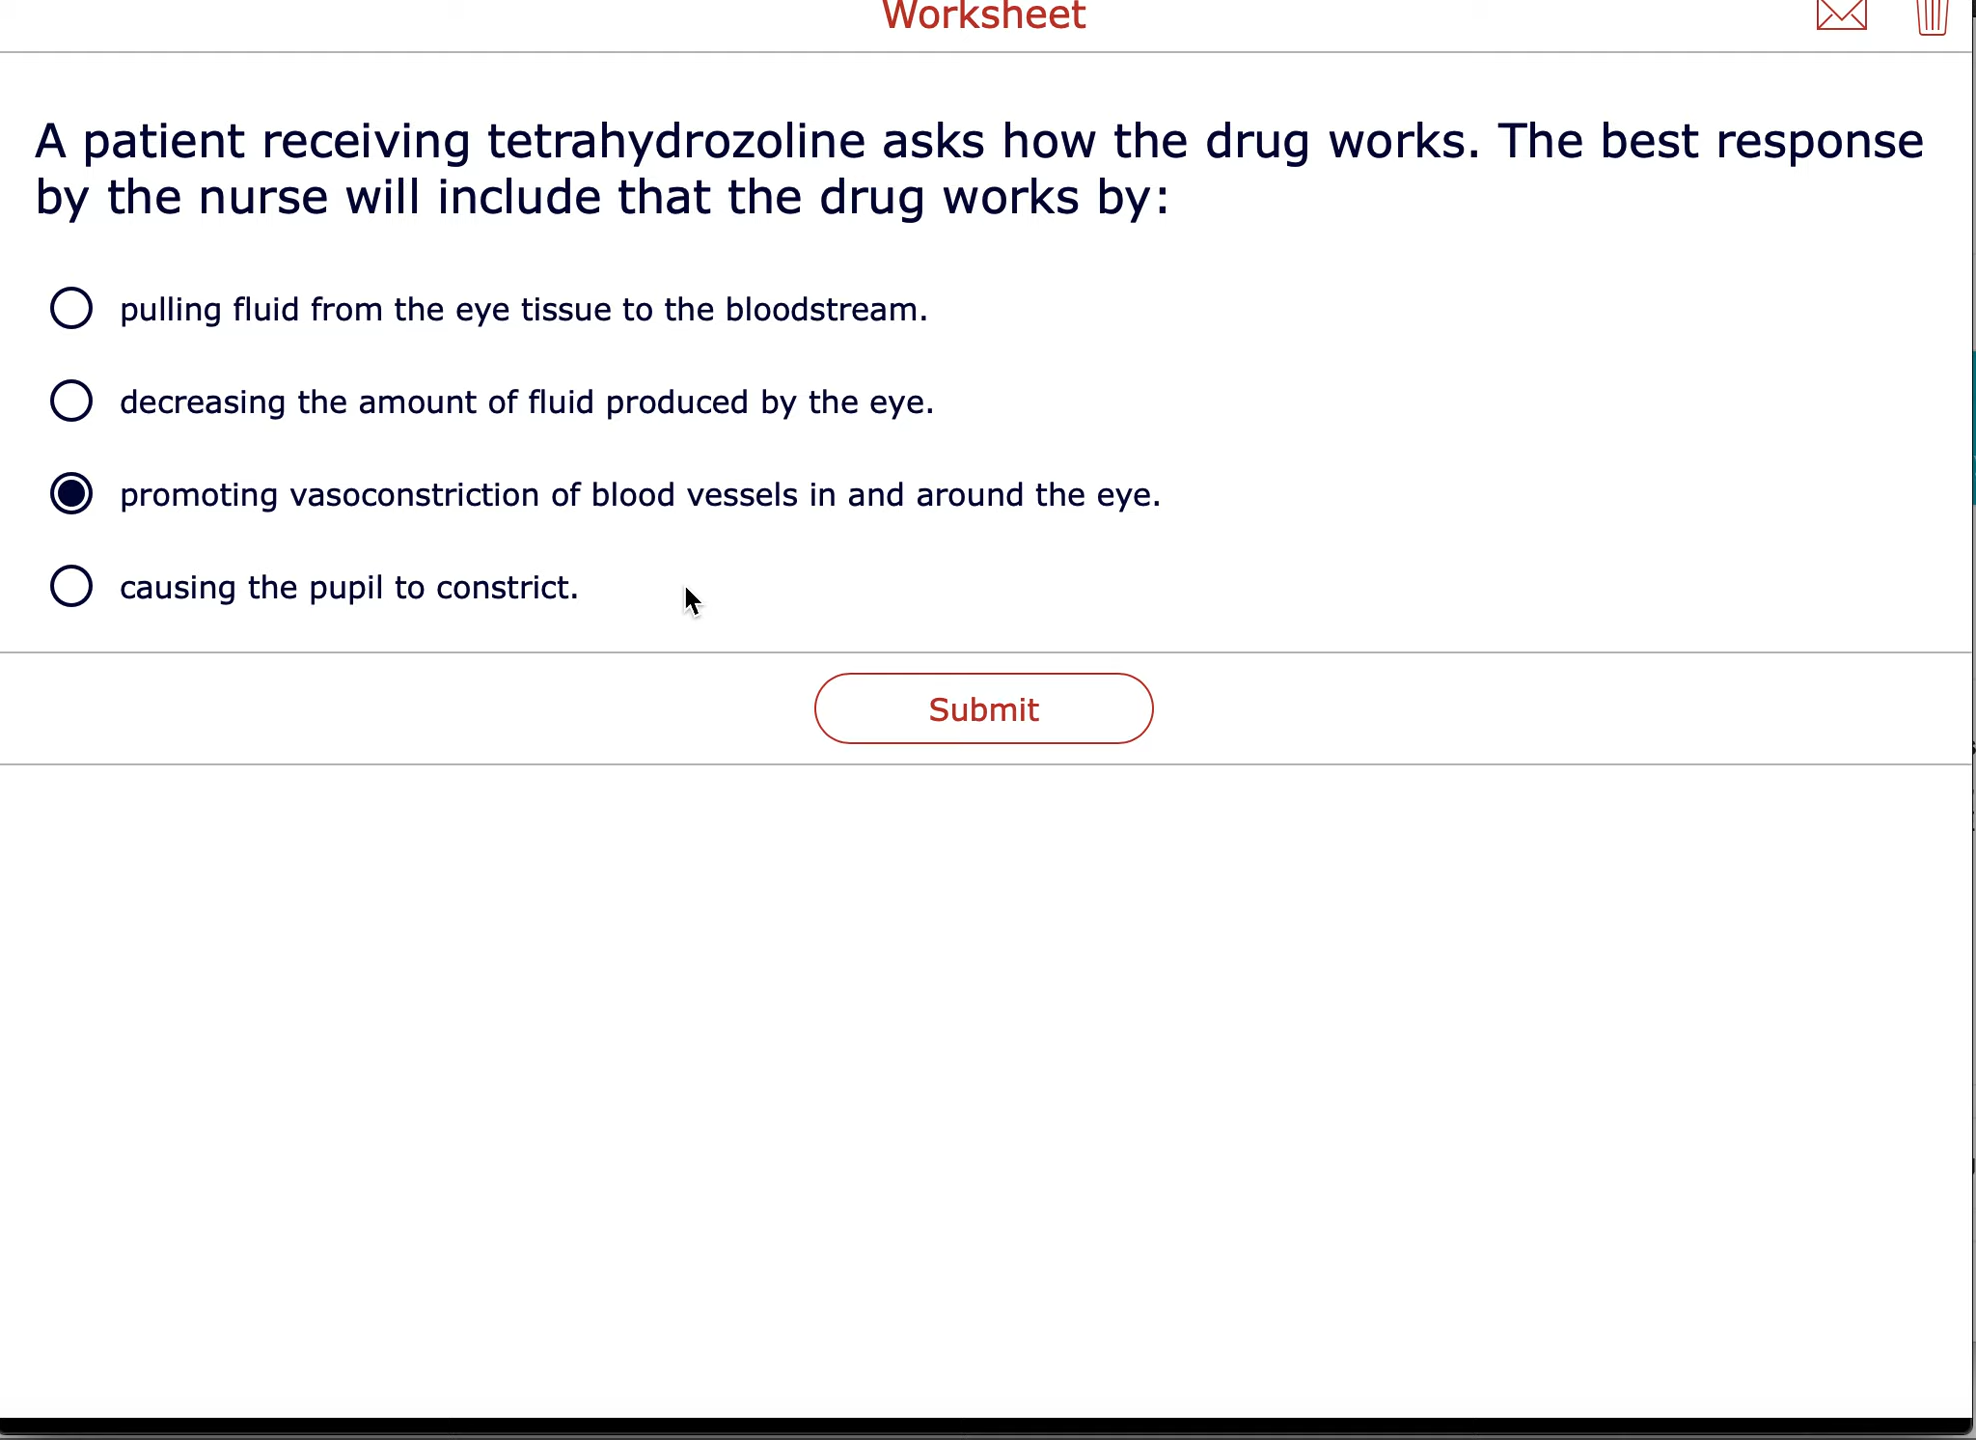 Worksheet
A patient receiving tetrahydrozoline asks how the drug works. The best response
by the nurse will include that the drug works by:
pulling fluid from the eye tissue to the bloodstream.
decreasing the amount of fluid produced by the eye.
promoting vasoconstriction of blood vessels in and around the eye.
causing the pupil to constrict.
Submit